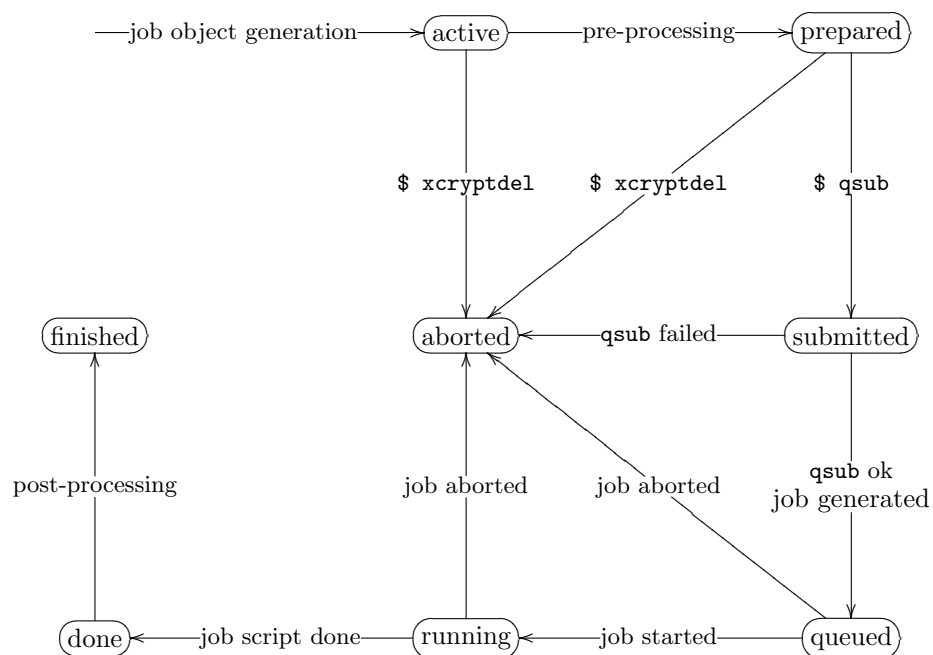 job object generation
active
pre-processing
prepared
$ xcryptdel
$ xcryptdel
$ qsub
finished
aborted
qsub failed
submitted
post-processing
job aborted
job aborted
qsub ok
job generated
done
job script done
running
job started
queued